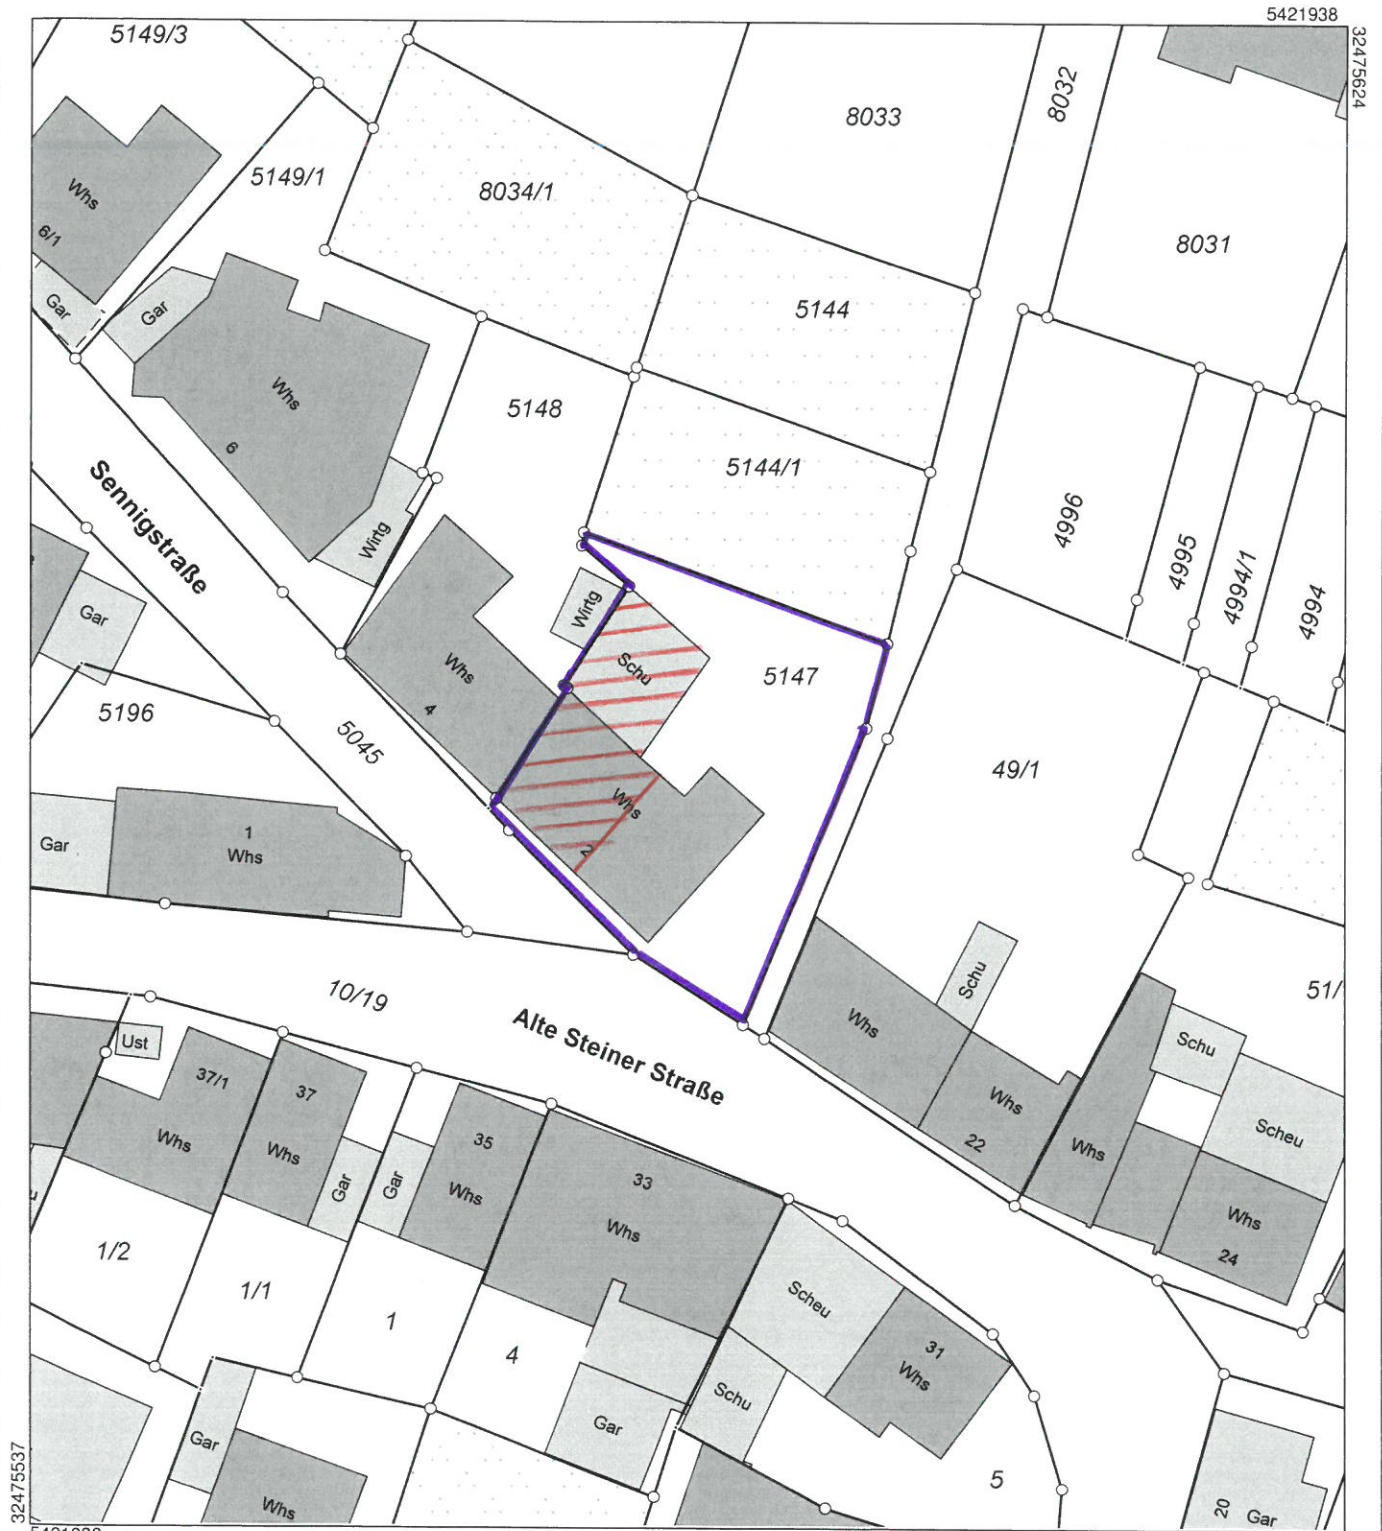 5421938
32475624
5149/3
8032
8033
5149/1
8034/1
Whs
6/1
8031
Gar
Gar
5144
Whs
6
5148
5144/1
Sennigstraße
4996
Wirtg
4995
4994/1
4994
Gar
Wirtg
Whs
4
Schu
5147
5196
5045
49/1
Whs
2
1
Whs
Gar
10/19
Schu
51/
Alte Steiner Straße
Whs
Ust
Schu
37/1
37
Whs
Whs
22
35
33
Scheu
Whs
Whs
Gar
Gar
Whs
Whs
Whs
24
1/2
1/1
1
Scheu
4
31
Whs
Schu
Gar
Gar
5
32475537
Whs
20
Gar